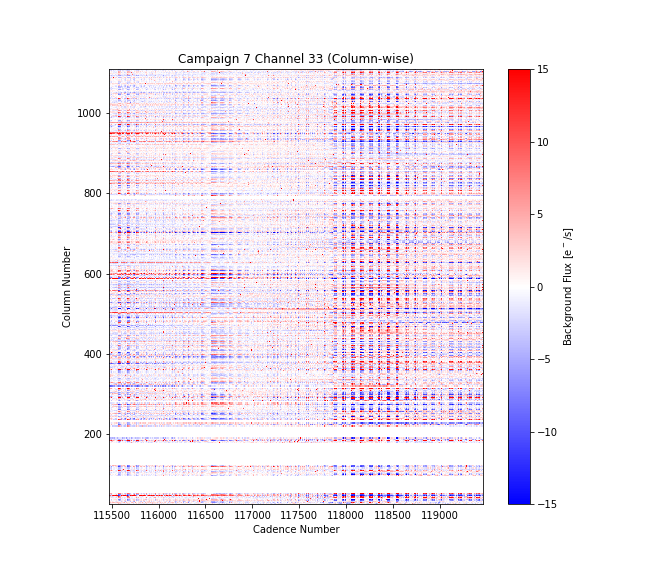 Campaign 7 Channel 33 (Column-wise)
1000
800
600
400
200
Column Number
115500 116000 116500 117000 117500 118000 118500 119000
Cadence Number
15
10
5
0
−5
−10
−15
Background Flux [e⁻/s]